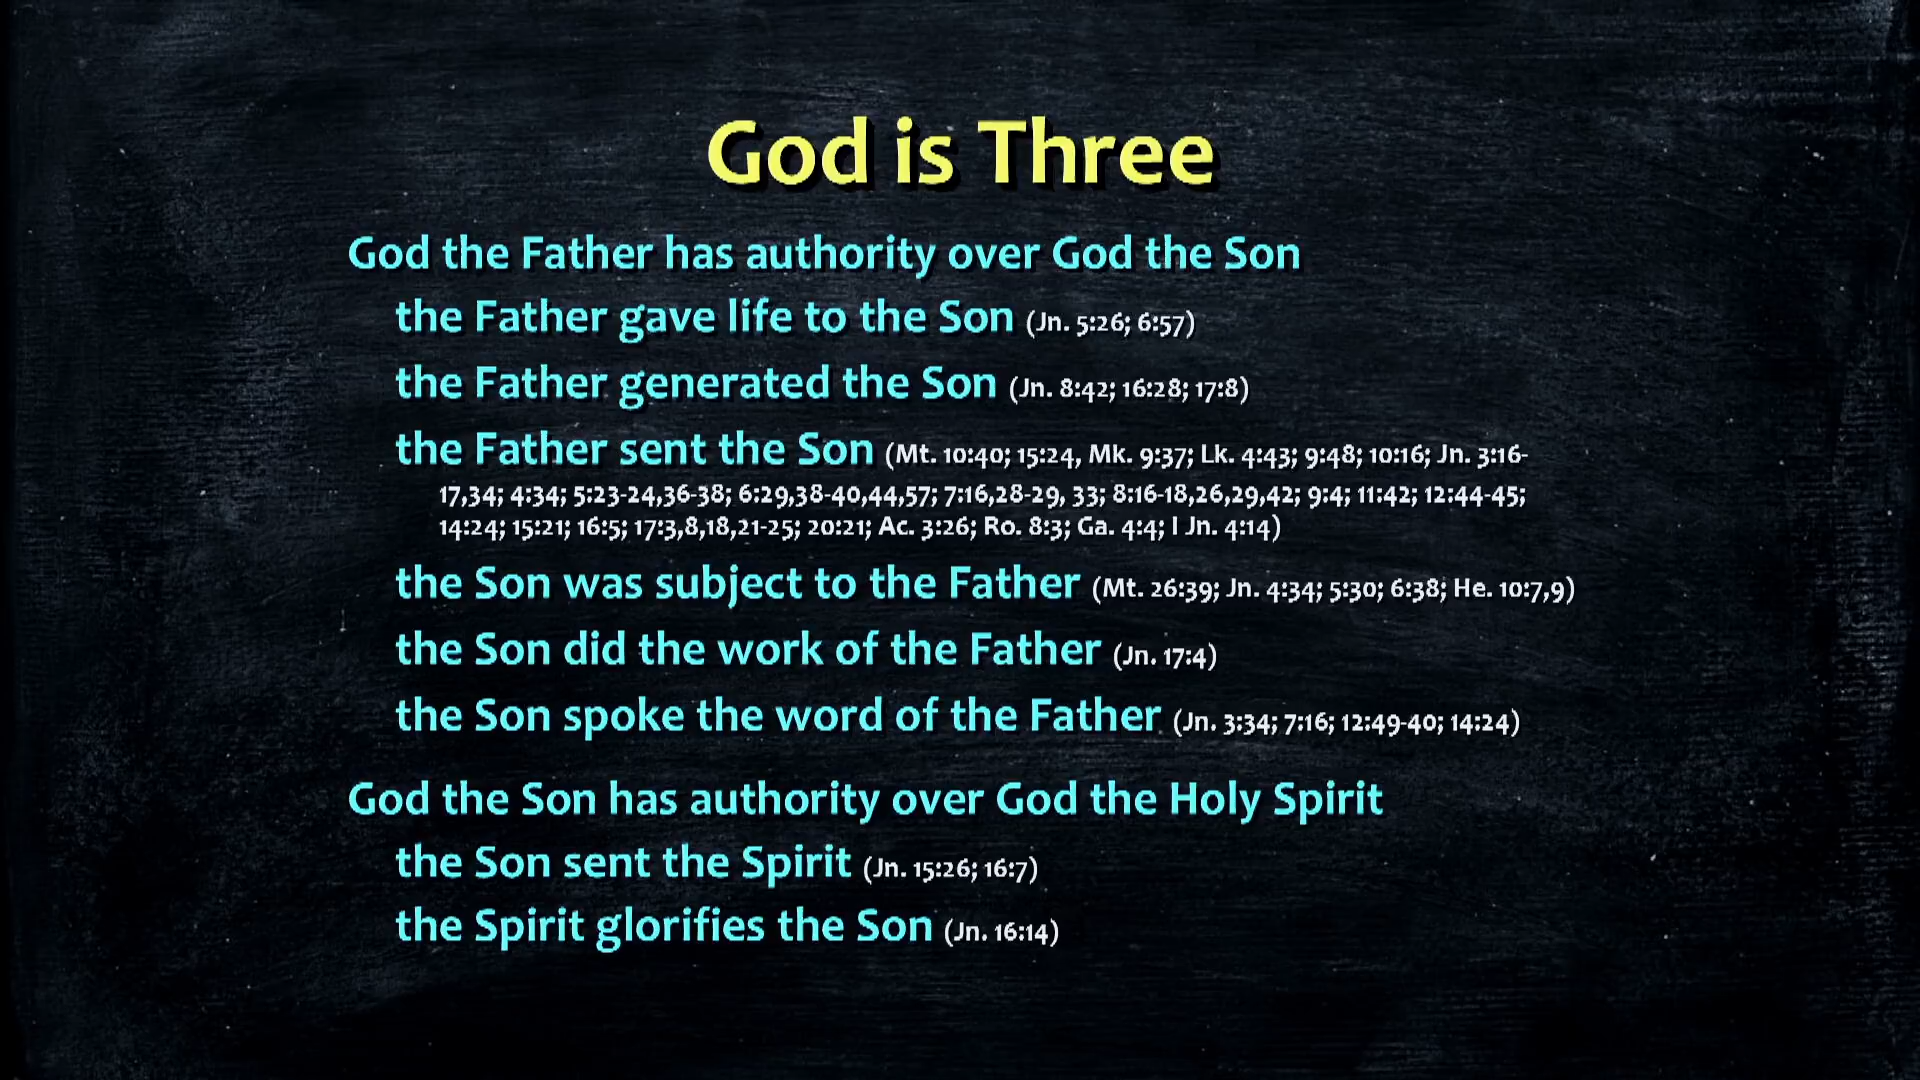 God is Three
God the Father has authority over God the Son
the Father gave life to the Son (Jn. 5:26; 6:57)
the Father generated the Son (Jn. 8:42; 16:28; 17:8)
the Father sent the Son (Mt. 10:40; 15:24, Mk. 9:37; Lk. 4:43; 9:48; 10:16; Jn. 3:16-
17,34; 4:34; 5:23-24,36-38; 6:29,38-40,44,57; 7:16,28-29, 33; 8:16-18,26,29,42; 9:4; 11:42; 12:44-45;
14:24; 15:21; 16:5; 17:3,8,18,21-25; 20:21; Ac. 3:26; Ro. 8:3; Ga. 4:4; I Jn. 4:14)
the Son was subject to the Father (Mt. 26:39; Jn. 4:34; 5:30; 6:38; He. 10:7,9)
the Son did the work of the Father (Jn. 17:4)
the Son spoke the word of the Father (Jn. 3:34; 7:16; 12:49-40; 14:24)
God the Son has authority over God the Holy Spirit
the Son sent the Spirit (Jn. 15:26; 16:7)
the Spirit glorifies the Son (Jn. 16:14)